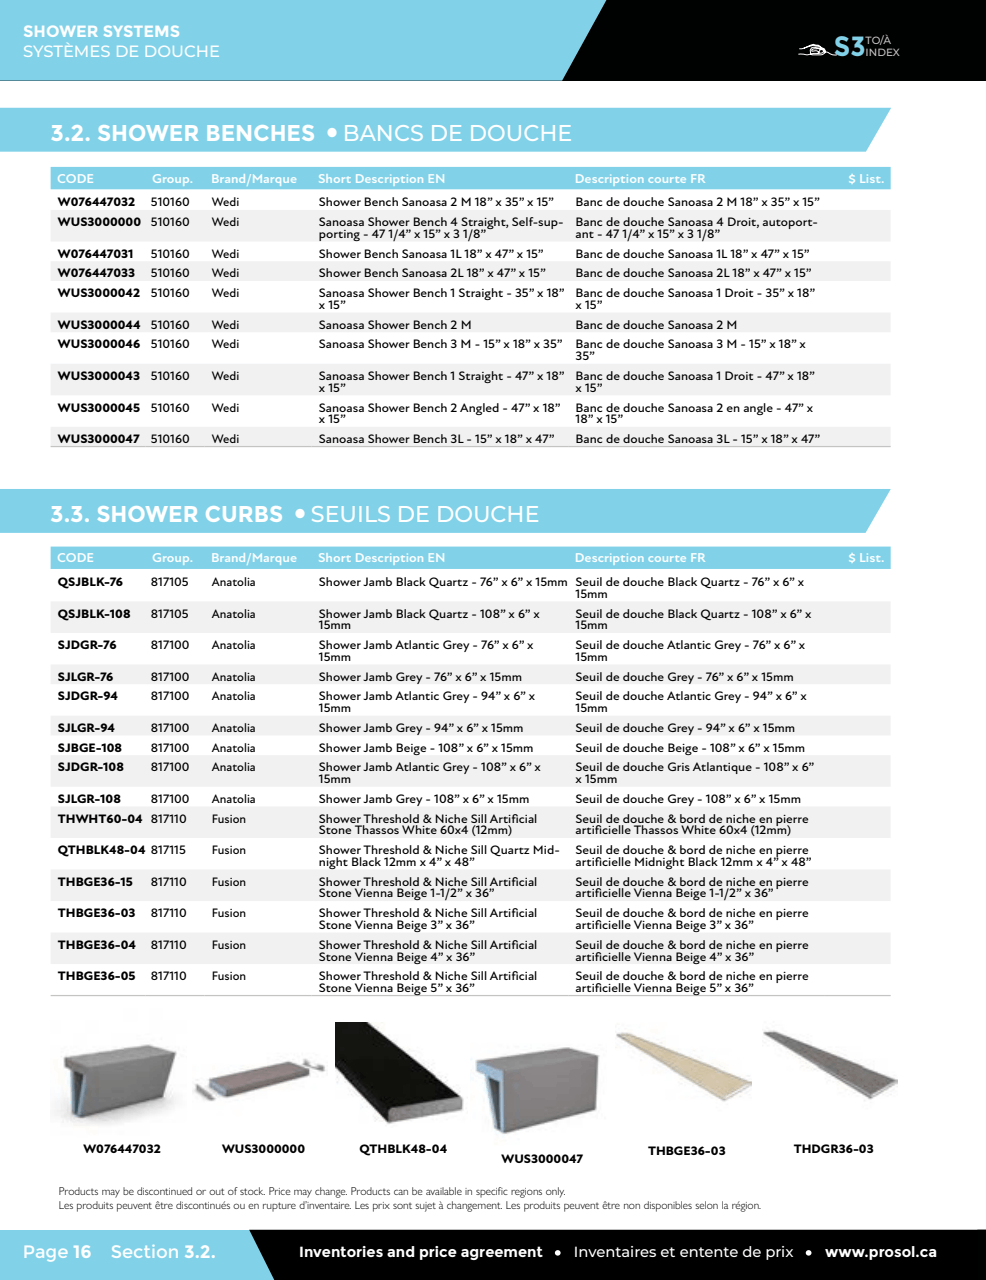 SHOWER SYSTEMS
SYSTÈMES DE DOUCHE
S3 TO/À
INDEX
3.2. SHOWER BENCHES • BANCS DE DOUCHE
CODE Group. Brand/Marque Short Description EN Description courte FR $ List.
W076447032 510160 Wedi Shower Bench Sanoasa 2 M 18” x 35” x 15” Banc de douche Sanoasa 2 M 18” x 35” x 15”
WUS3000000 510160 Wedi Sanoasa Shower Bench 4 Straight, Self-sup- Banc de douche Sanoasa 4 Droit, autoport-
porting - 47 1/4” x 15” x 3 1/8” ant - 47 1/4” x 15” x 3 1/8”
W076447031 510160 Wedi Shower Bench Sanoasa 1L 18” x 47” x 15” Banc de douche Sanoasa 1L 18” x 47” x 15”
W076447033 510160 Wedi Shower Bench Sanoasa 2L 18” x 47” x 15” Banc de douche Sanoasa 2L 18” x 47” x 15”
WUS3000042 510160 Wedi Sanoasa Shower Bench 1 Straight - 35” x 18” Banc de douche Sanoasa 1 Droit - 35” x 18”
x 15” x 15”
WUS3000044 510160 Wedi Sanoasa Shower Bench 2 M Banc de douche Sanoasa 2 M
WUS3000046 510160 Wedi Sanoasa Shower Bench 3 M - 15” x 18” x 35” Banc de douche Sanoasa 3 M - 15” x 18” x
35”
WUS3000043 510160 Wedi Sanoasa Shower Bench 1 Straight - 47” x 18” Banc de douche Sanoasa 1 Droit - 47” x 18”
x 15” x 15”
WUS3000045 510160 Wedi Sanoasa Shower Bench 2 Angled - 47” x 18” Banc de douche Sanoasa 2 en angle - 47” x
x 15” 18” x 15”
WUS3000047 510160 Wedi Sanoasa Shower Bench 3L - 15” x 18” x 47” Banc de douche Sanoasa 3L - 15” x 18” x 47”
3.3. SHOWER CURBS • SEUILS DE DOUCHE
CODE Group. Brand/Marque Short Description EN Description courte FR $ List.
QSJBLK-76 817105 Anatolia Shower Jamb Black Quartz - 76” x 6” x 15mm Seuil de douche Black Quartz - 76” x 6” x
15mm
QSJBLK-108 817105 Anatolia Shower Jamb Black Quartz - 108” x 6” x Seuil de douche Black Quartz - 108” x 6” x
15mm 15mm
SJDGR-76 817100 Anatolia Shower Jamb Atlantic Grey - 76” x 6” x Seuil de douche Atlantic Grey - 76” x 6” x
15mm 15mm
SJLGR-76 817100 Anatolia Shower Jamb Grey - 76” x 6” x 15mm Seuil de douche Grey - 76” x 6” x 15mm
SJDGR-94 817100 Anatolia Shower Jamb Atlantic Grey - 94” x 6” x Seuil de douche Atlantic Grey - 94” x 6” x
15mm 15mm
SJLGR-94 817100 Anatolia Shower Jamb Grey - 94” x 6” x 15mm Seuil de douche Grey - 94” x 6” x 15mm
SJBGE-108 817100 Anatolia Shower Jamb Beige - 108” x 6” x 15mm Seuil de douche Beige - 108” x 6” x 15mm
SJDGR-108 817100 Anatolia Shower Jamb Atlantic Grey - 108” x 6” x Seuil de douche Gris Atlantique - 108” x 6”
15mm x 15mm
SJLGR-108 817100 Anatolia Shower Jamb Grey - 108” x 6” x 15mm Seuil de douche Grey - 108” x 6” x 15mm
THWHT60-04 817110 Fusion Shower Threshold & Niche Sill Artificial Seuil de douche & bord de niche en pierre
Stone Thassos White 60x4 (12mm) artificielle Thassos White 60x4 (12mm)
QTHBLK48-04 817115 Fusion Shower Threshold & Niche Sill Quartz Mid- Seuil de douche & bord de niche en pierre
night Black 12mm x 4” x 48” artificielle Midnight Black 12mm x 4” x 48”
THBGE36-15 817110 Fusion Shower Threshold & Niche Sill Artificial Seuil de douche & bord de niche en pierre
Stone Vienna Beige 1-1/2” x 36” artificielle Vienna Beige 1-1/2” x 36”
THBGE36-03 817110 Fusion Shower Threshold & Niche Sill Artificial Seuil de douche & bord de niche en pierre
Stone Vienna Beige 3” x 36” artificielle Vienna Beige 3” x 36”
THBGE36-04 817110 Fusion Shower Threshold & Niche Sill Artificial Seuil de douche & bord de niche en pierre
Stone Vienna Beige 4” x 36” artificielle Vienna Beige 4” x 36”
THBGE36-05 817110 Fusion Shower Threshold & Niche Sill Artificial Seuil de douche & bord de niche en pierre
Stone Vienna Beige 5” x 36” artificielle Vienna Beige 5” x 36”
W076447032 WUS3000000 QTHBLK48-04 WUS3000047 THBGE36-03 THDGR36-03
Products may be discontinued or out of stock. Price may change. Products can be available in specific regions only.
Les produits peuvent être discontinués ou en rupture d’inventaire. Les prix sont sujet à changement. Les produits peuvent être non disponibles selon la région.
Page 16 Section 3.2. Inventories and price agreement • Inventaires et entente de prix • www.prosol.ca